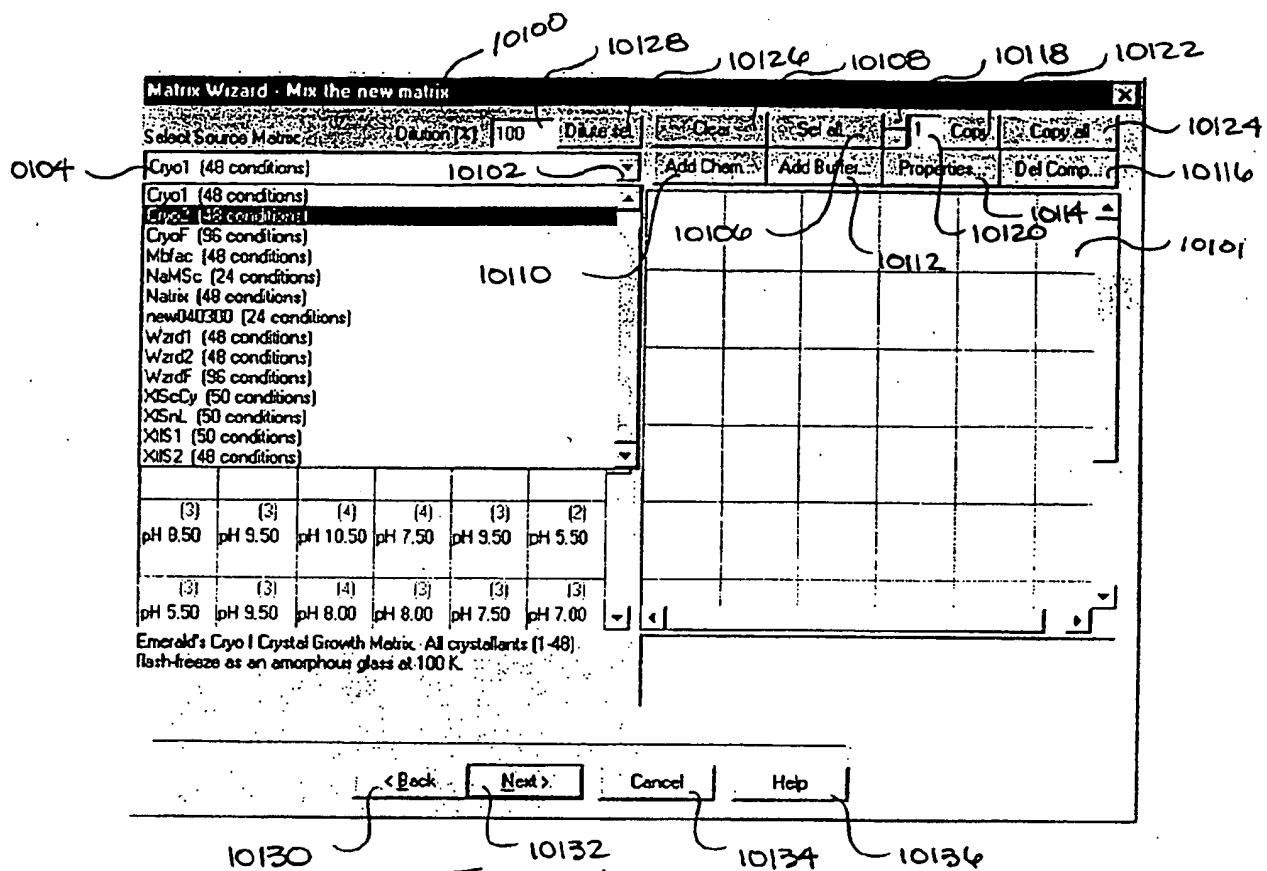 10100 10128 10126 10108 10118 10122
Matrix Wizard - Mix the new matrix
Select Source Matrix Dilution [%] 100 Dilute sel. Clear Sel all 1 Copy Copy all 10124
0104 Cryo1 (48 conditions) 10102 Add Chem... Add Buffer... Properties... Del Comp... 10116
Cryo1 (48 conditions)
Cryo2 (48 conditions)
CryoF (96 conditions)
Mbfac (48 conditions)
NaMSc (24 conditions)
Natrix (48 conditions)
new040300 (24 conditions)
Wzrd1 (48 conditions)
Wzrd2 (48 conditions)
WzrdF (96 conditions)
XlScCy (50 conditions)
XlSnL (50 conditions)
XllS1 (50 conditions)
XllS2 (48 conditions)
10106 10114
10120 10101
10110 10112
(3) (3) (4) (4) (3) (2)
pH 8.50 pH 9.50 pH 10.50 pH 7.50 pH 9.50 pH 5.50
(3) (3) (4) (3) (3) (3)
pH 5.50 pH 9.50 pH 8.00 pH 8.00 pH 7.50 pH 7.00
Emerald's Cryo I Crystal Growth Matrix - All crystallants (1-48)
flash-freeze as an amorphous glass at 100 K.
< Back Next > Cancel Help
10130 10132 10134 10136